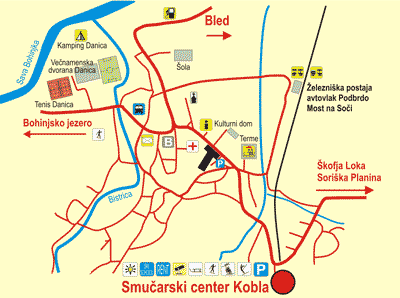 Bled
Sava Bohinjka
Kamping Danica
Večnamenska
dvorana Danica
Šola
Tenis Danica
Železniška postaja
avtovlak Podbrdo
Most na Soči
Bohinjsko jezero
Kulturni dom
Terme
B
P
Škofja Loka
Soriška Planina
Bistrica
P
Smučarski center Kobla